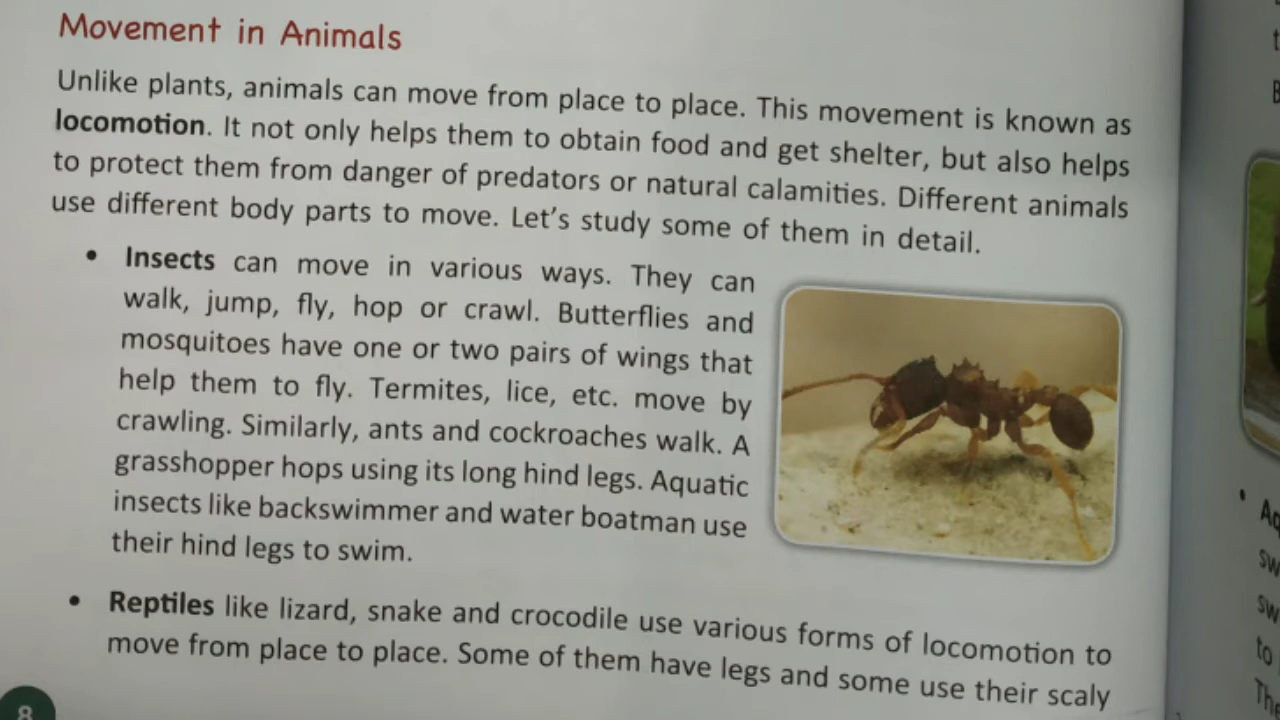 Movement in Animals
Unlike plants, animals can move from place to place. This movement is known as
locomotion. It not only helps them to obtain food and get shelter, but also helps
to protect them from danger of predators or natural calamities. Different animals
use different body parts to move. Let's study some of them in detail.
• Insects can move in various ways. They can
walk, jump, fly, hop or crawl. Butterflies and
mosquitoes have one or two pairs of wings that
help them to fly. Termites, lice, etc. move by
crawling. Similarly, ants and cockroaches walk. A
grasshopper hops using its long hind legs. Aquatic
insects like backswimmer and water boatman use
their hind legs to swim.
• Reptiles like lizard, snake and crocodile use various forms of locomotion to
move from place to place. Some of them have legs and some use their scaly
8
to